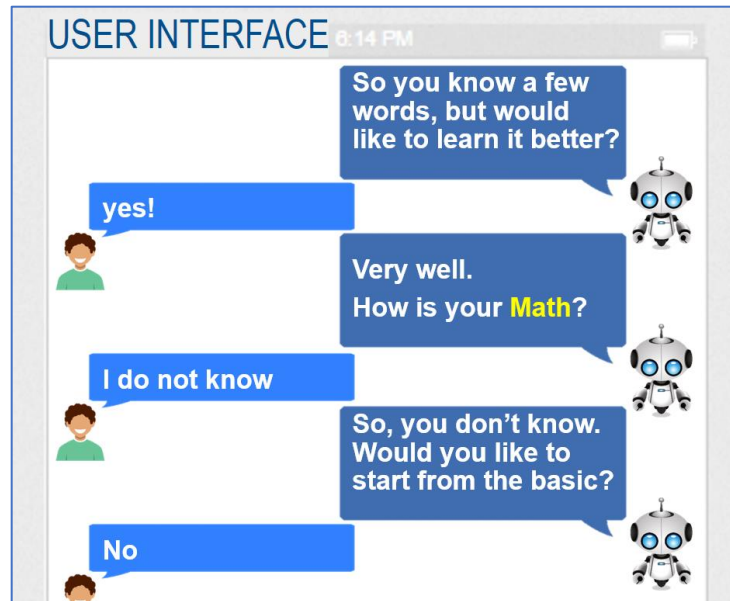 USER INTERFACE 6:14 PM
So you know a few
words, but would
like to learn it better?
yes!
Very well.
How is your Math?
I do not know
So, you don’t know.
Would you like to
start from the basic?
No